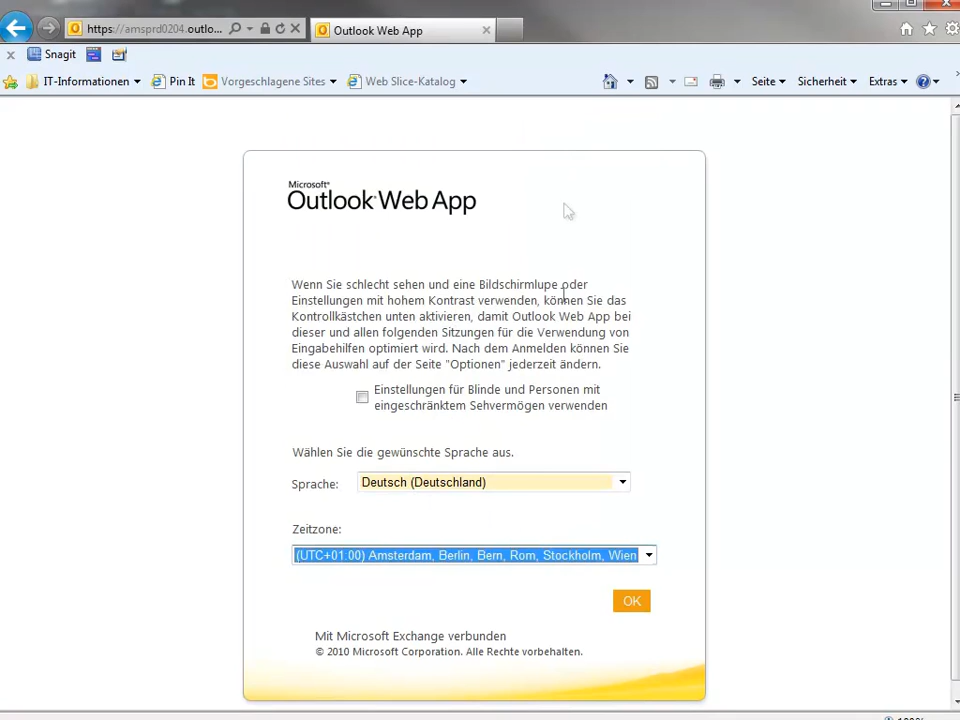 https://amsprd0204.outlo...
Outlook Web App
Snagit
IT-Informationen
Pin It
Vorgeschlagene Sites
Web Slice-Katalog
Seite
Sicherheit
Extras
Microsoft®
Outlook Web App
Wenn Sie schlecht sehen und eine Bildschirmlupe oder
Einstellungen mit hohem Kontrast verwenden, können Sie das
Kontrollkästchen unten aktivieren, damit Outlook Web App bei
dieser und allen folgenden Sitzungen für die Verwendung von
Eingabehilfen optimiert wird. Nach dem Anmelden können Sie
diese Auswahl auf der Seite "Optionen" jederzeit ändern.
Einstellungen für Blinde und Personen mit
eingeschränktem Sehvermögen verwenden
Wählen Sie die gewünschte Sprache aus.
Sprache:
Deutsch (Deutschland)
Zeitzone:
(UTC+01:00) Amsterdam, Berlin, Bern, Rom, Stockholm, Wien
OK
Mit Microsoft Exchange verbunden
© 2010 Microsoft Corporation. Alle Rechte vorbehalten.